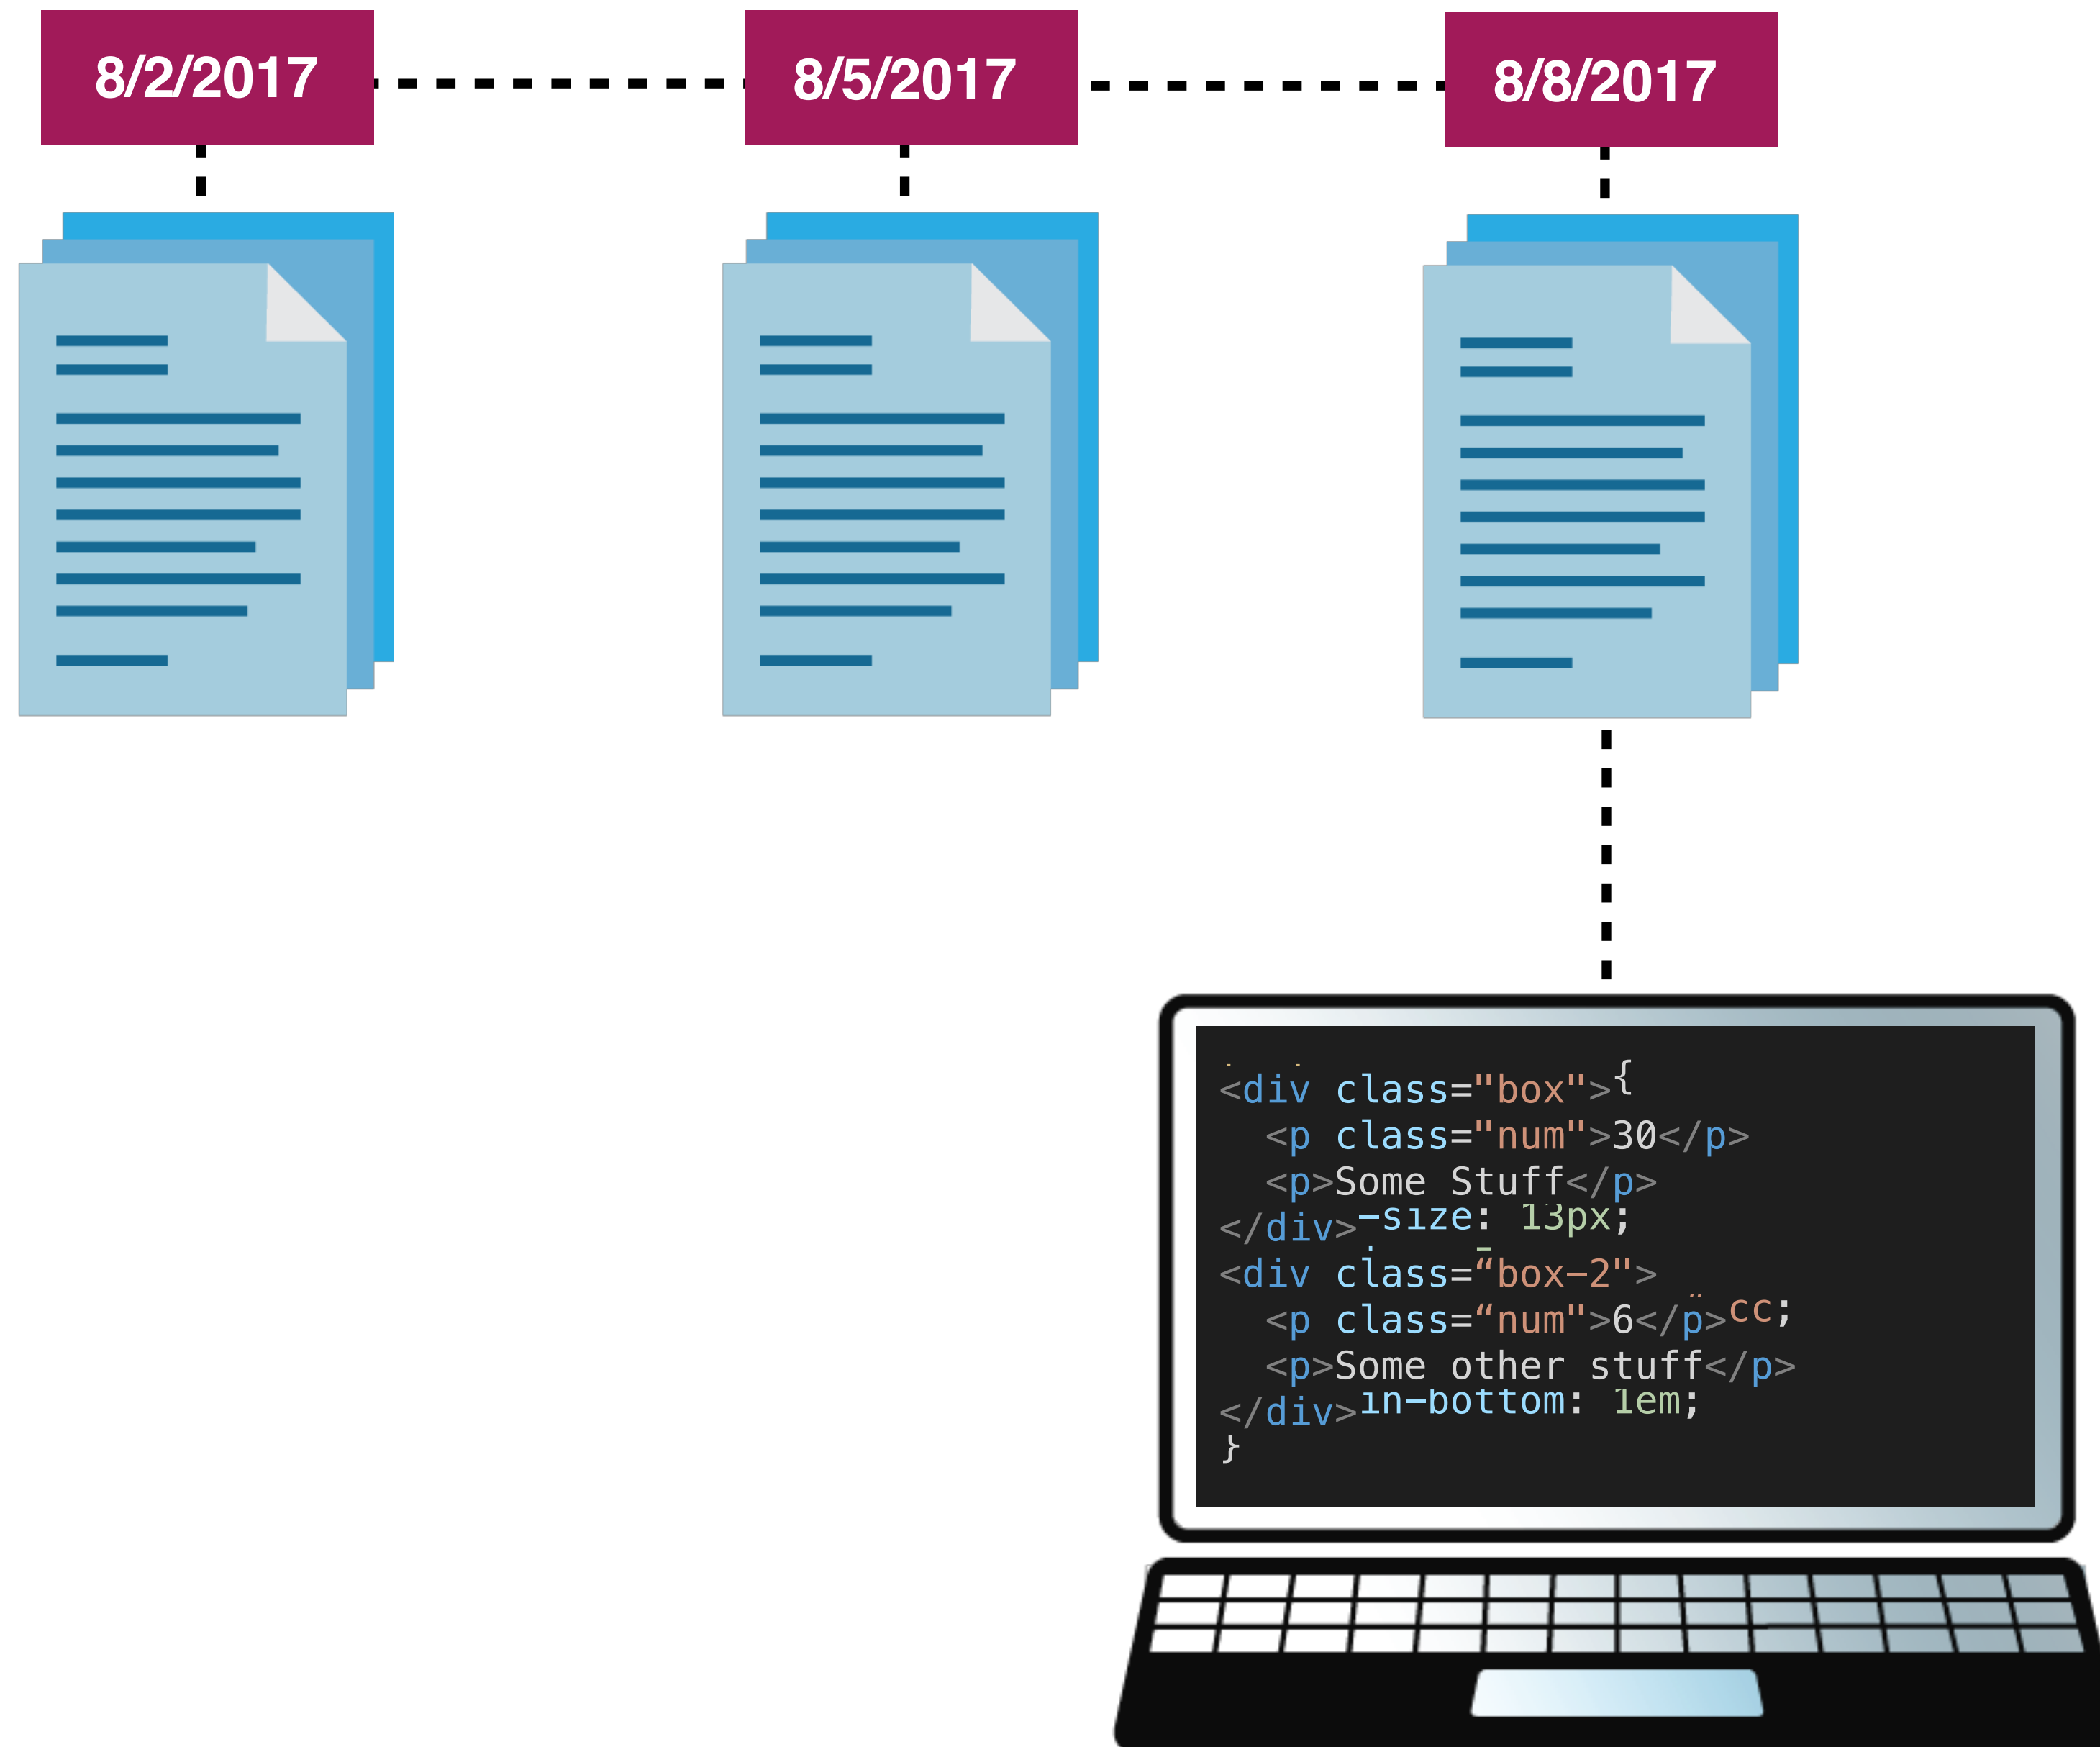 8/2/2017
8/5/2017
8/8/2017
<div class="box">{
<p class="num">30</p>
<p>Some Stuff</p>
</div>-size: 13px;
<div class=“box-2">
<p class=“num">6</p>cc;
<p>Some other stuff</p>
</div>in-bottom: 1em;
}